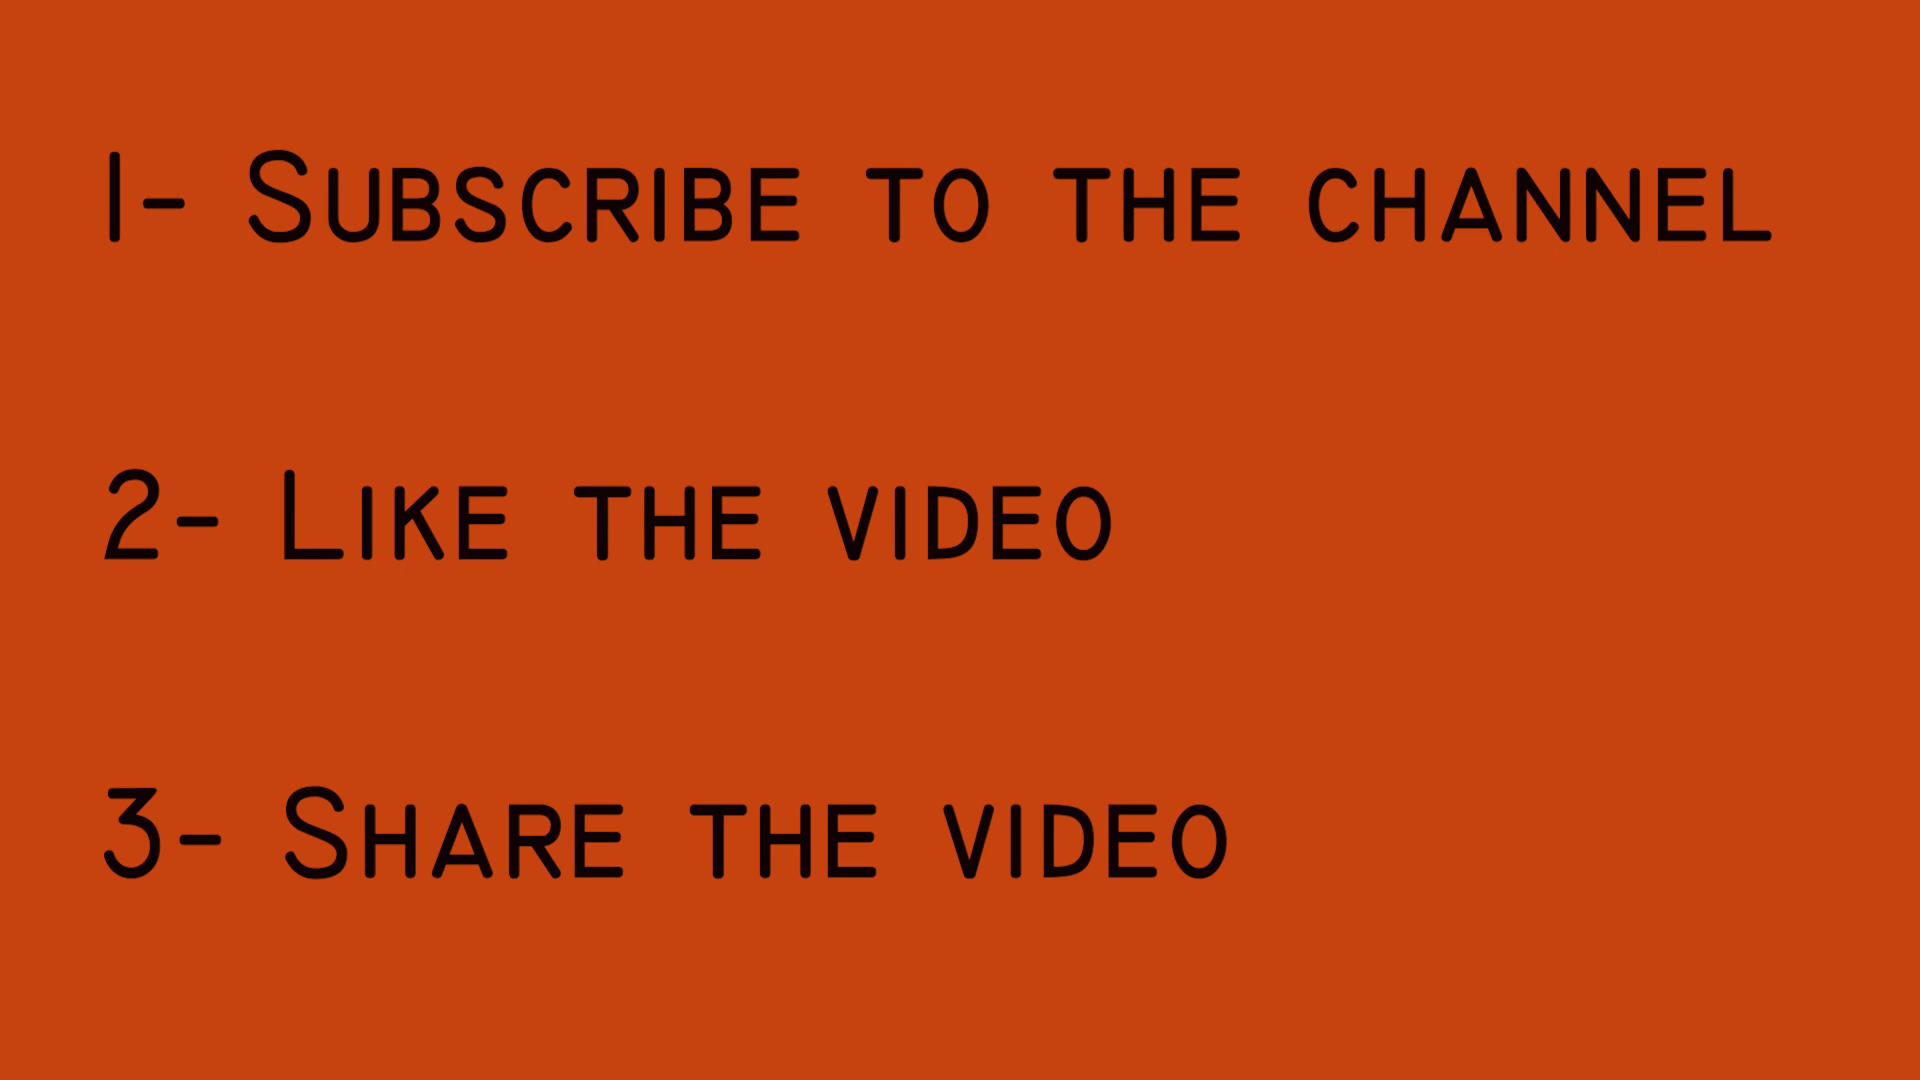 1- Subscribe to the channel
2- Like the video
3- Share the video